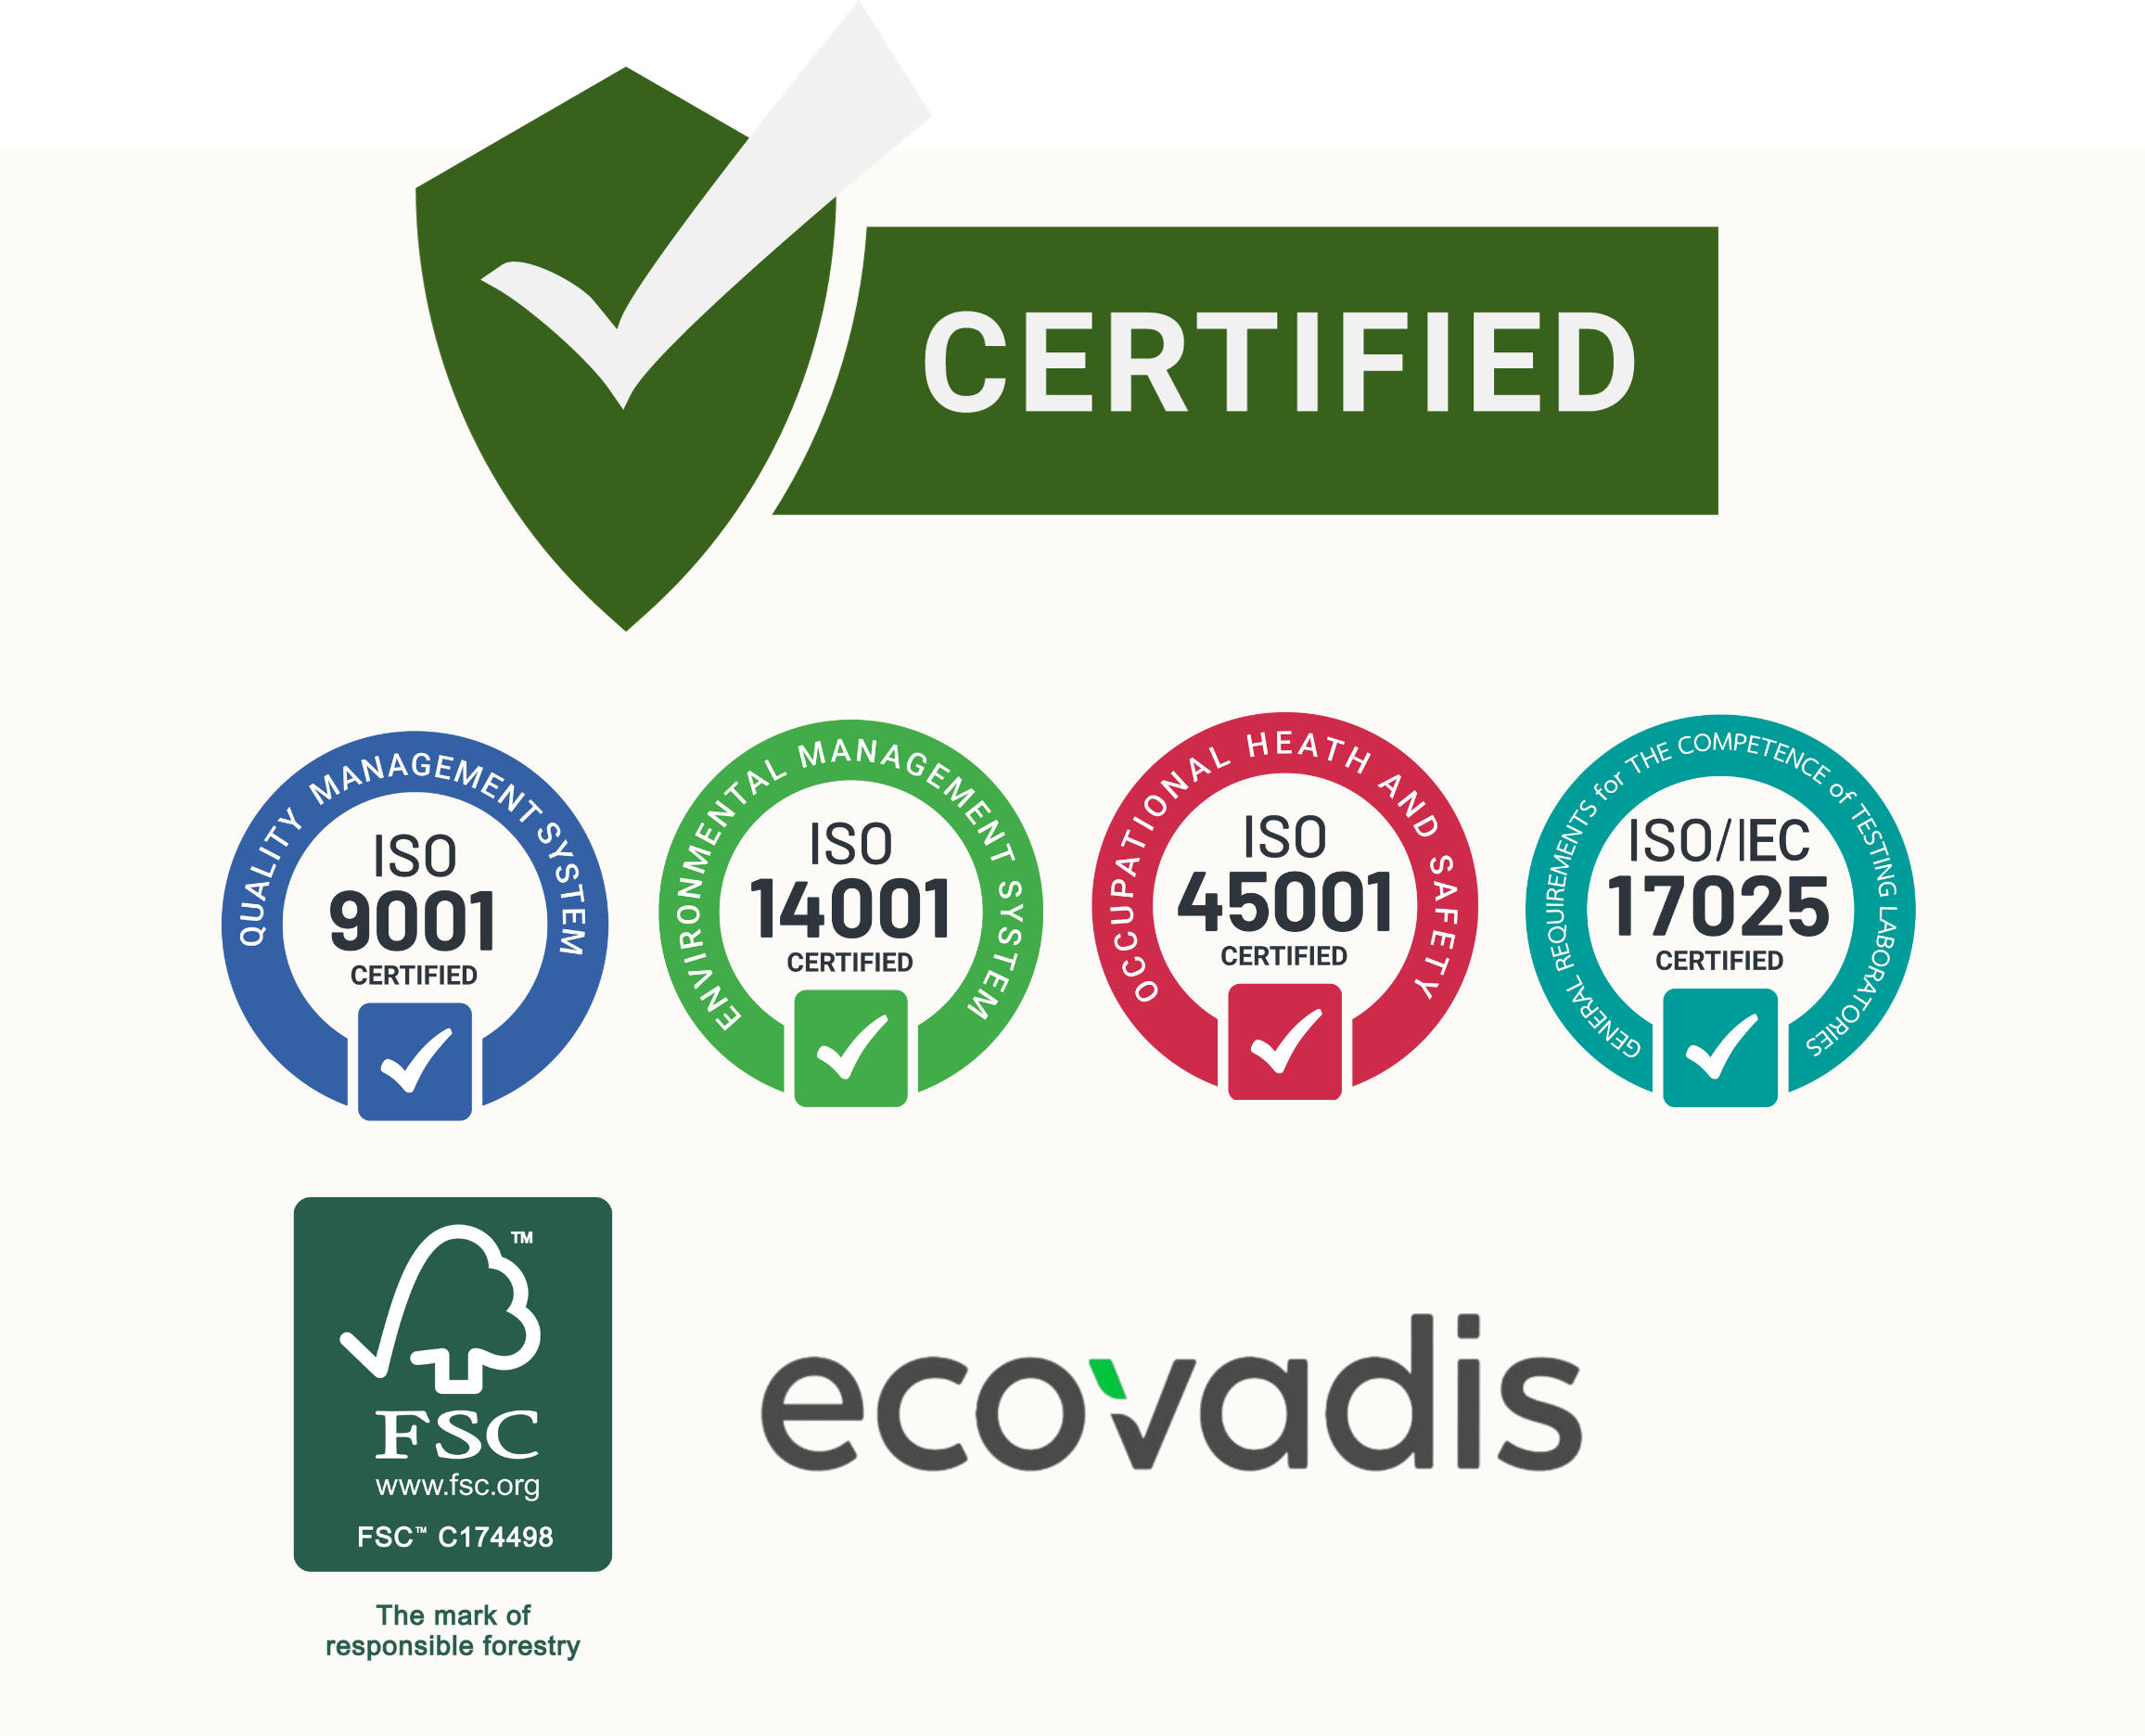 CERTIFIED
QUALITY MANAGEMENT SYSTEM
ISO
9001
CERTIFIED
ENVIRONMENTAL MANAGEMENT SYSTEM
ISO
14001
CERTIFIED
OCCUPATIONAL HEATH AND SAFETY
ISO
45001
CERTIFIED
GENERAL REQUIREMENTS for THE COMPETENCE of TESTING LABORATORIES
ISO/IEC
17025
CERTIFIED
TM
FSC
www.fsc.org
FSC™ C174498
The mark of
responsible forestry
ecovadis